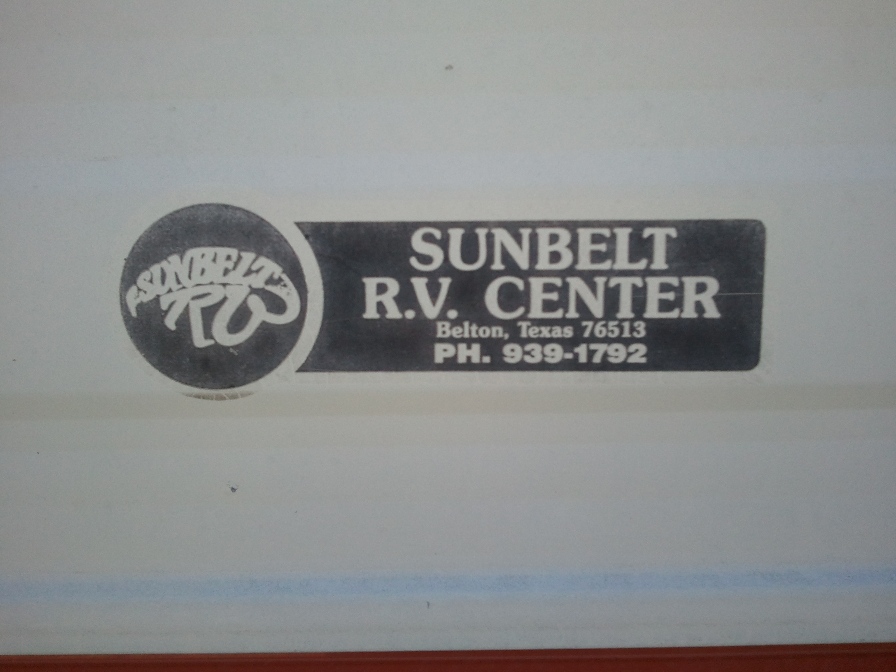 SUNBELT
RV
SUNBELT
R.V. CENTER
Belton, Texas 76513
PH. 939-1792